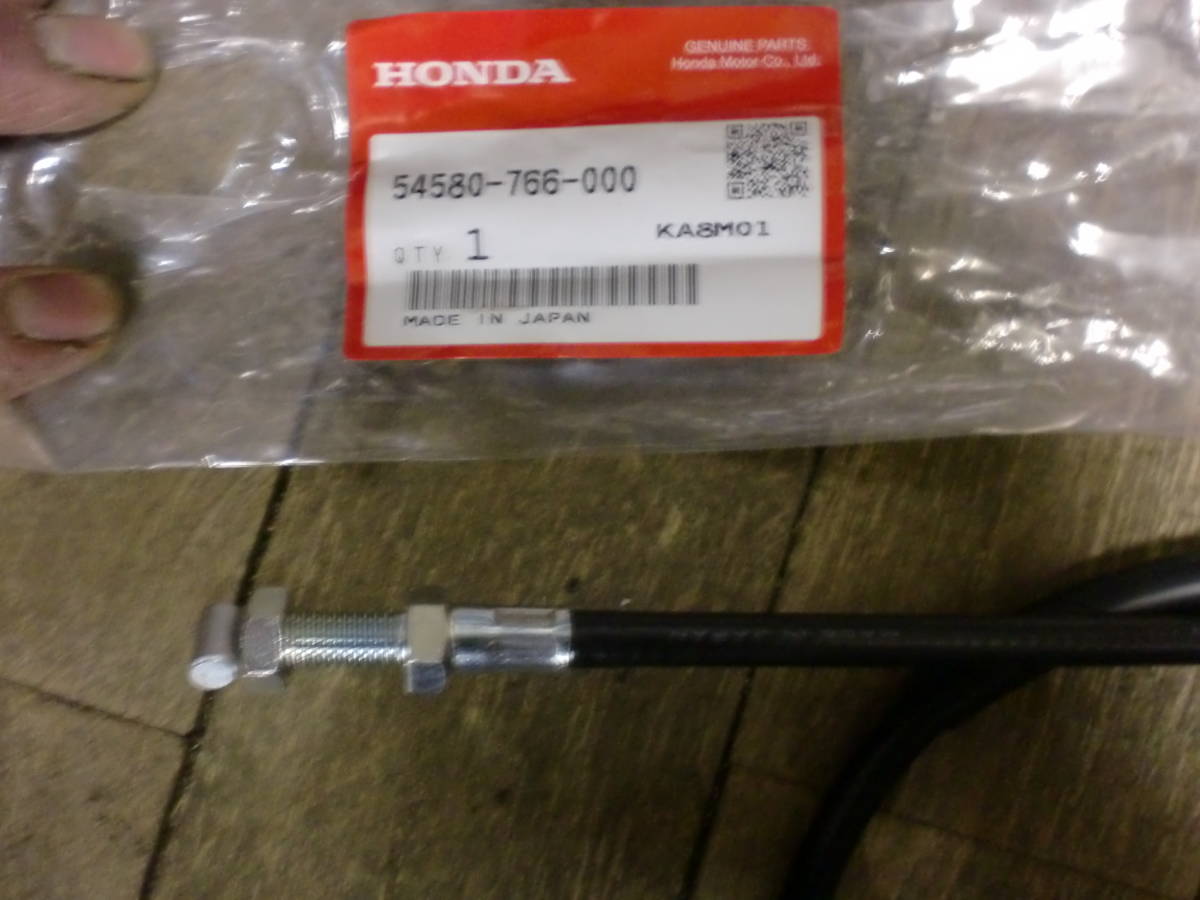 HONDA
GENUINE PARTS
Honda Motor Co., Ltd.
54580-766-000
QTY 1
KA8M01
MADE IN JAPAN